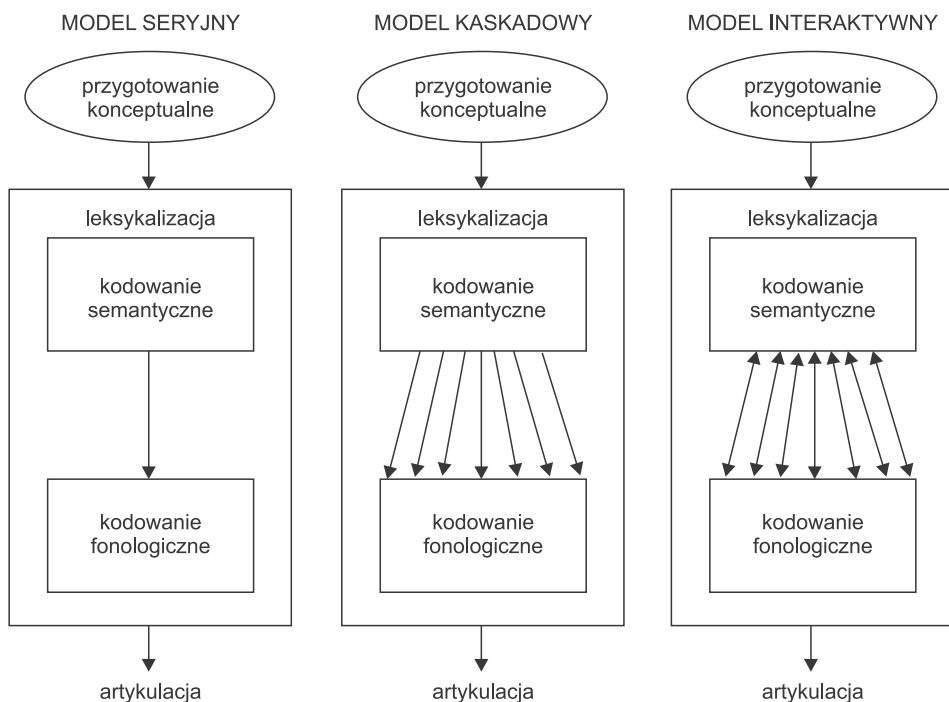 MODEL SERYJNY
przygotowanie
konceptualne
leksykalizacja
kodowanie
semantyczne
kodowanie
fonologiczne
artykulacja
MODEL KASKADOWY
przygotowanie
konceptualne
leksykalizacja
kodowanie
semantyczne
kodowanie
fonologiczne
artykulacja
MODEL INTERAKTYWNY
przygotowanie
konceptualne
leksykalizacja
kodowanie
semantyczne
kodowanie
fonologiczne
artykulacja